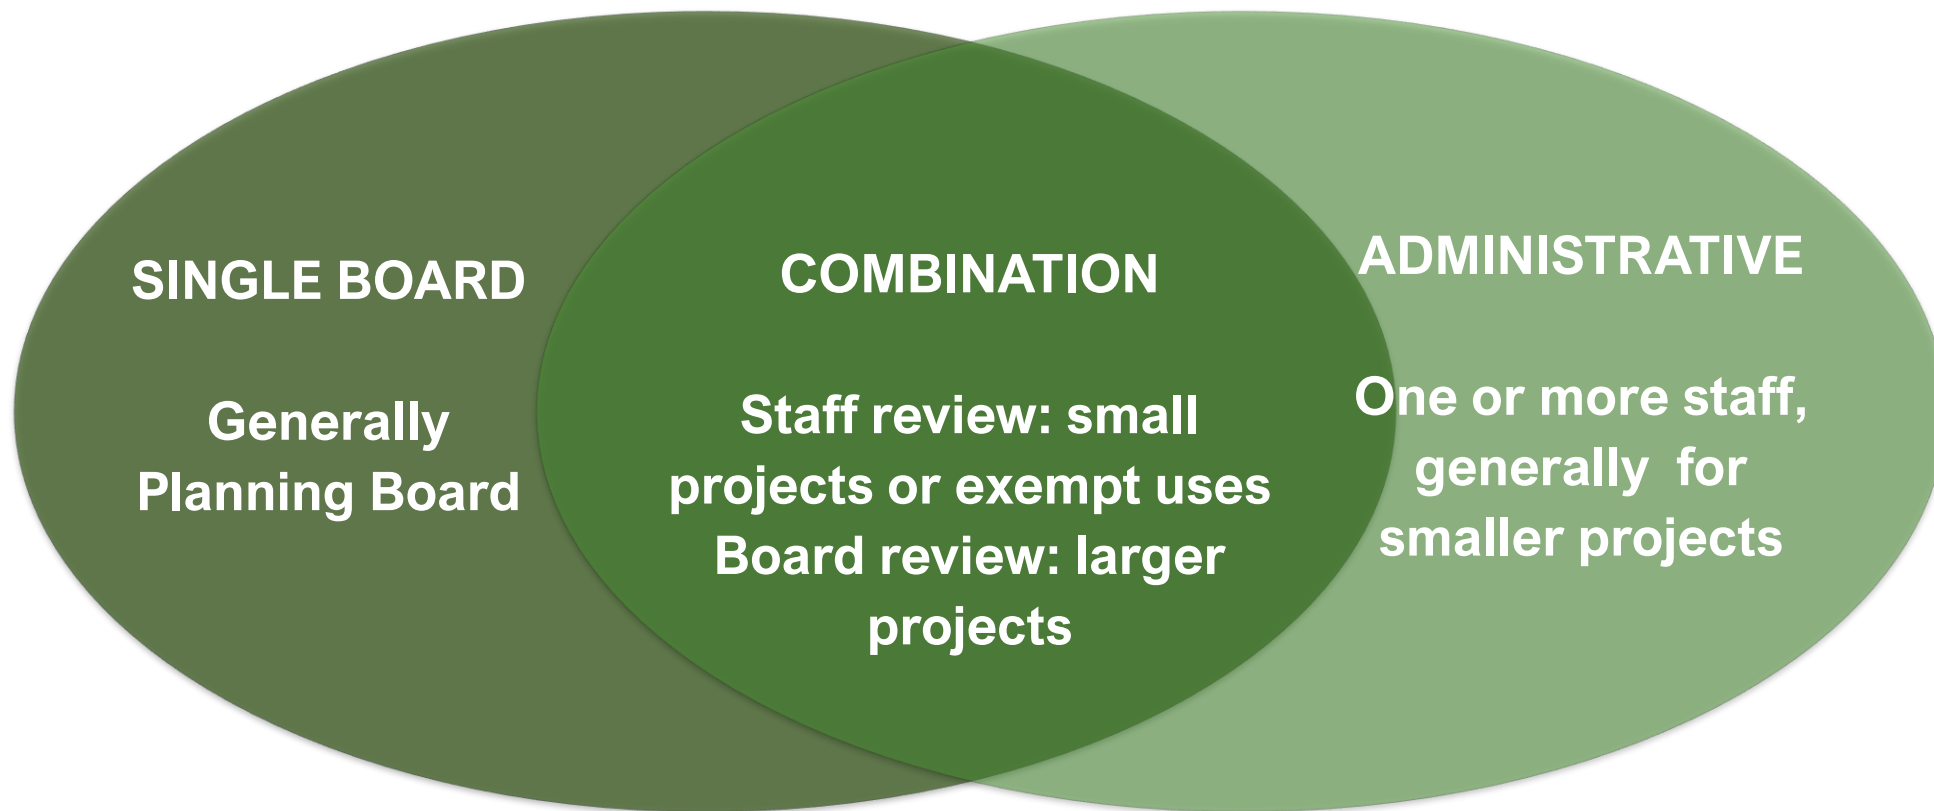 SINGLE BOARD
Generally
Planning Board
COMBINATION
Staff review: small
projects or exempt uses
Board review: larger
projects
ADMINISTRATIVE
One or more staff,
generally  for
smaller projects